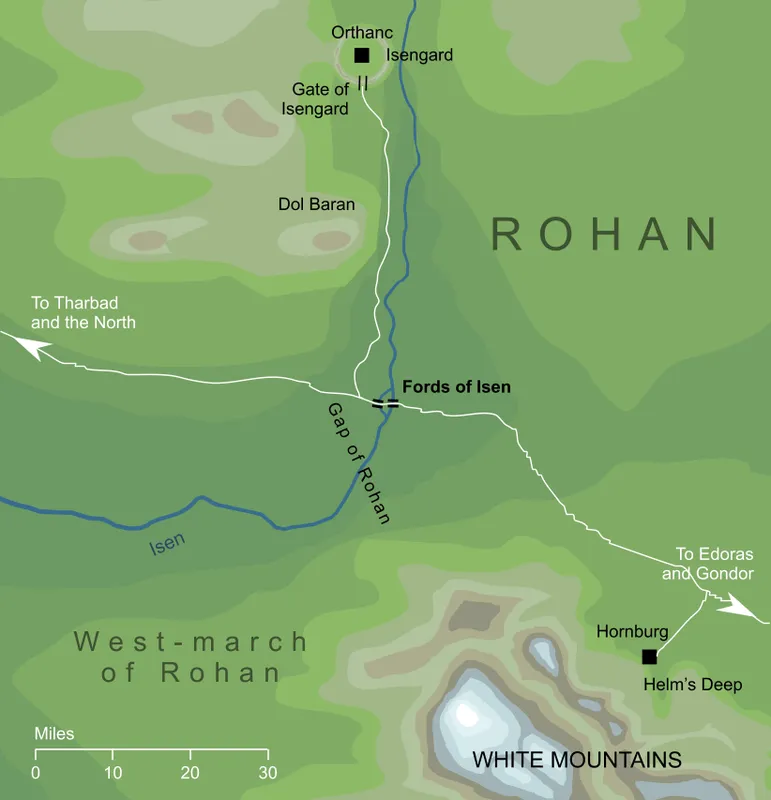 Orthanc
Isengard
Gate of
Isengard
Dol Baran
ROHAN
To Tharbad
and the North
Fords of Isen
Gap of Rohan
Isen
To Edoras
and Gondor
West-march
of Rohan
Hornburg
Helm's Deep
Miles
WHITE MOUNTAINS
0 10 20 30